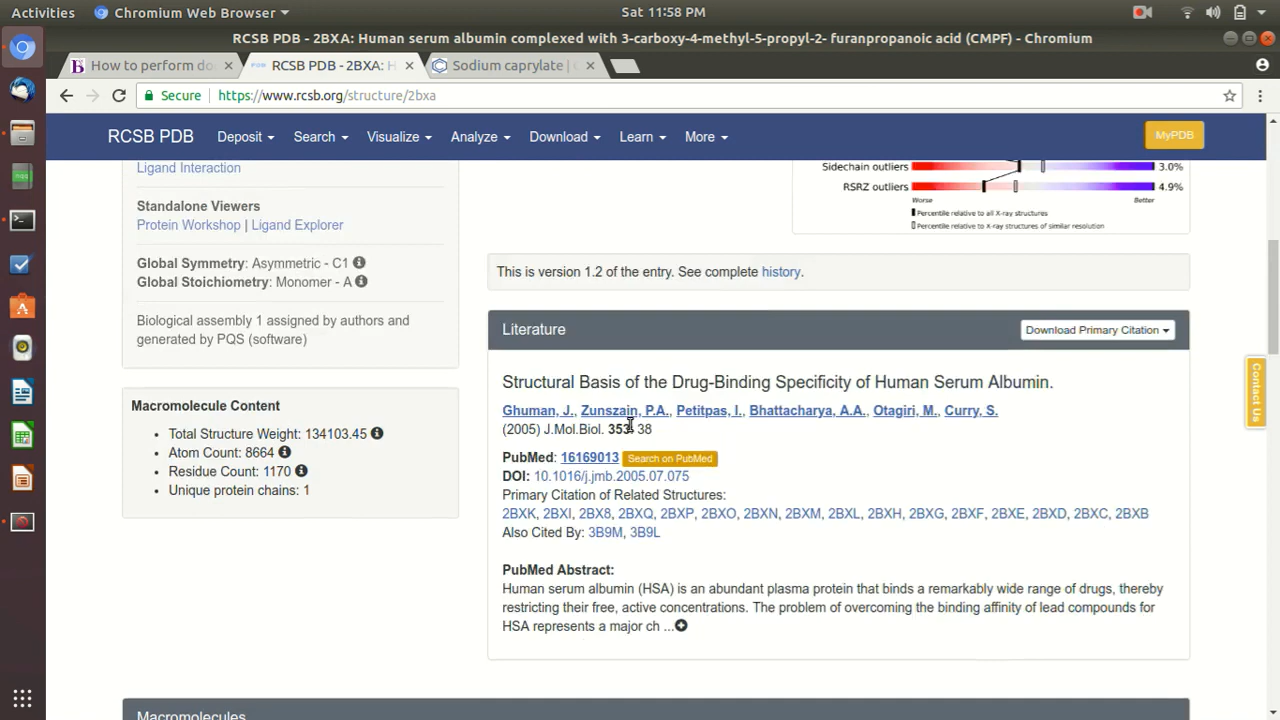 Activities
Chromium Web Browser
Sat 11:58 PM
RCSB PDB - 2BXA: Human serum albumin complexed with 3-carboxy-4-methyl-5-propyl-2- furanpropanoic acid (CMPF) - Chromium
How to perform do
RCSB PDB - 2BXA: H
Sodium caprylate |
Secure
https://www.rcsb.org/structure/2bxa
RCSB PDB
Deposit
Search
Visualize
Analyze
Download
Learn
More
MyPDB
Ligand Interaction
Standalone Viewers
Protein Workshop | Ligand Explorer
Global Symmetry: Asymmetric - C1
Global Stoichiometry: Monomer - A
Biological assembly 1 assigned by authors and
generated by PQS (software)
Macromolecule Content
• Total Structure Weight: 134103.45
• Atom Count: 8664
• Residue Count: 1170
• Unique protein chains: 1
Sidechain outliers 3.0%
RSRZ outliers 4.9%
Worse Better
Percentile relative to all X-ray structures
Percentile relative to X-ray structures of similar resolution
This is version 1.2 of the entry. See complete history.
Literature
Download Primary Citation
Structural Basis of the Drug-Binding Specificity of Human Serum Albumin.
Ghuman, J., Zunszain, P.A., Petitpas, I., Bhattacharya, A.A., Otagiri, M., Curry, S.
(2005) J.Mol.Biol. 353 38
PubMed: 16169013 Search on PubMed
DOI: 10.1016/j.jmb.2005.07.075
Primary Citation of Related Structures:
2BXK, 2BXI, 2BX8, 2BXQ, 2BXP, 2BXO, 2BXN, 2BXM, 2BXL, 2BXH, 2BXG, 2BXF, 2BXE, 2BXD, 2BXC, 2BXB
Also Cited By: 3B9M, 3B9L
PubMed Abstract:
Human serum albumin (HSA) is an abundant plasma protein that binds a remarkably wide range of drugs, thereby
restricting their free, active concentrations. The problem of overcoming the binding affinity of lead compounds for
HSA represents a major ch ...
Contact Us
Macromolecules